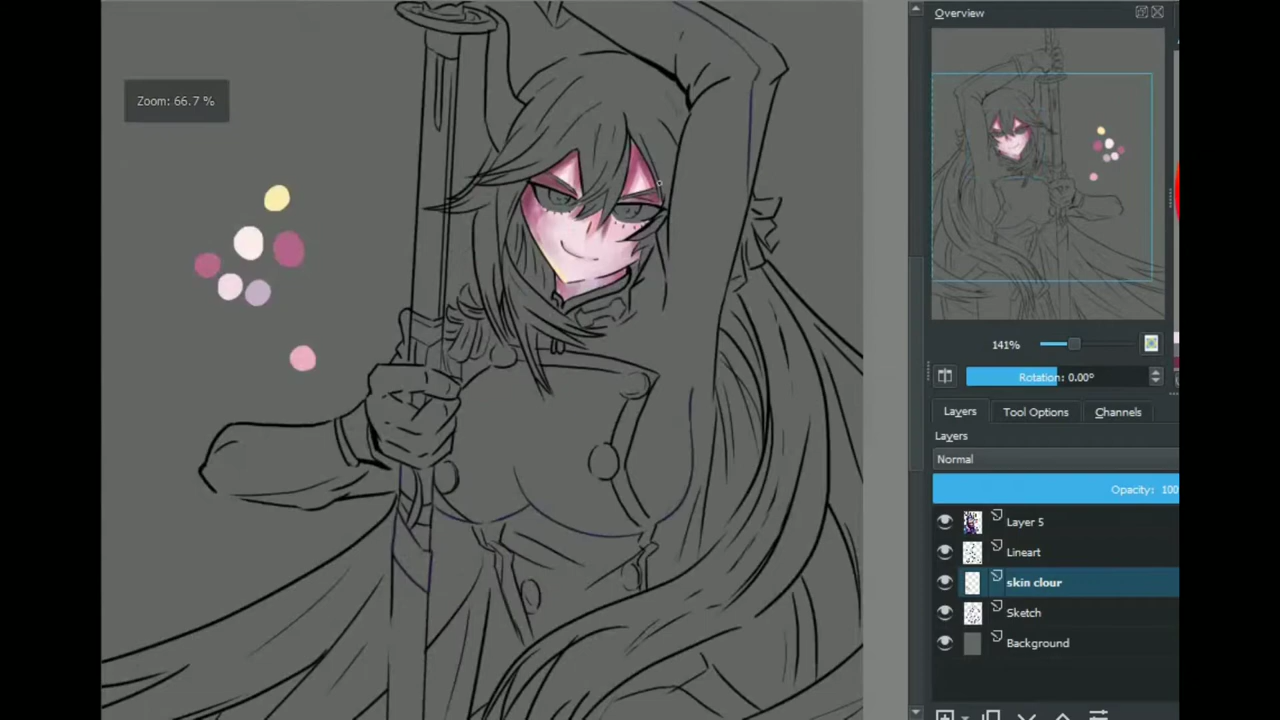 Overview
Zoom: 66.7 %
141%
Rotation: 0.00°
Layers Tool Options Channels
Layers
Normal
Opacity: 100
Layer 5
Lineart
skin clour
Sketch
Background